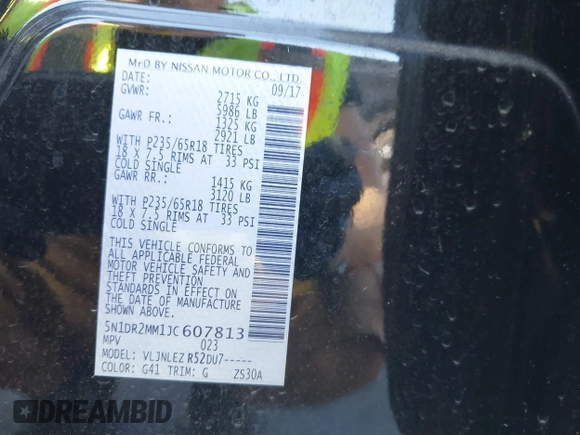 MFD BY NISSAN MOTOR CO., LTD.
DATE: 09/17
GVWR: 2715 KG
5986 LB
GAWR FR.: 1325 KG
2921 LB
WITH P235/65R18 TIRES
18 X 7.5 RIMS AT 33 PSI
COLD SINGLE
GAWR RR.: 1415 KG
3120 LB
WITH P235/65R18 TIRES
18 X 7.5 RIMS AT 33 PSI
COLD SINGLE
THIS VEHICLE CONFORMS TO
ALL APPLICABLE FEDERAL
MOTOR VEHICLE SAFETY AND
THEFT PREVENTION
STANDARDS IN EFFECT ON
THE DATE OF MANUFACTURE
SHOWN ABOVE.
5N1DR2MM1JC607813
MPV 023
MODEL: VLJNLEZ R52DU7-----
COLOR: G41 TRIM: G ZS30A
DREAMBID